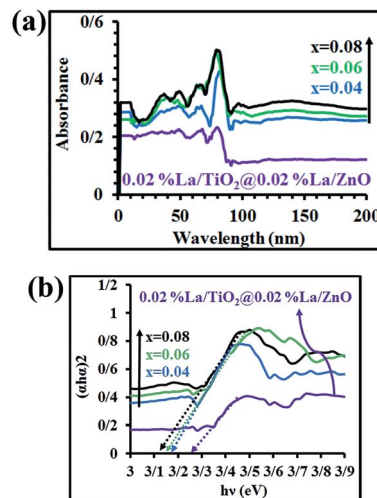 (a)
0/6
0/4
0/2
0
Absorbance
x=0.08
x=0.06
x=0.04
0.02 %La/TiO₂@0.02 %La/ZnO
0 50 100 150 200
Wavelength (nm)
(b)
1/2
1
0/8
0/6
0/4
0/2
0
(αha)2
0.02 %La/TiO₂@0.02 %La/ZnO
x=0.08
x=0.06
x=0.04
3 3/1 3/2 3/3 3/4 3/5 3/6 3/7 3/8 3/9
hν (eV)